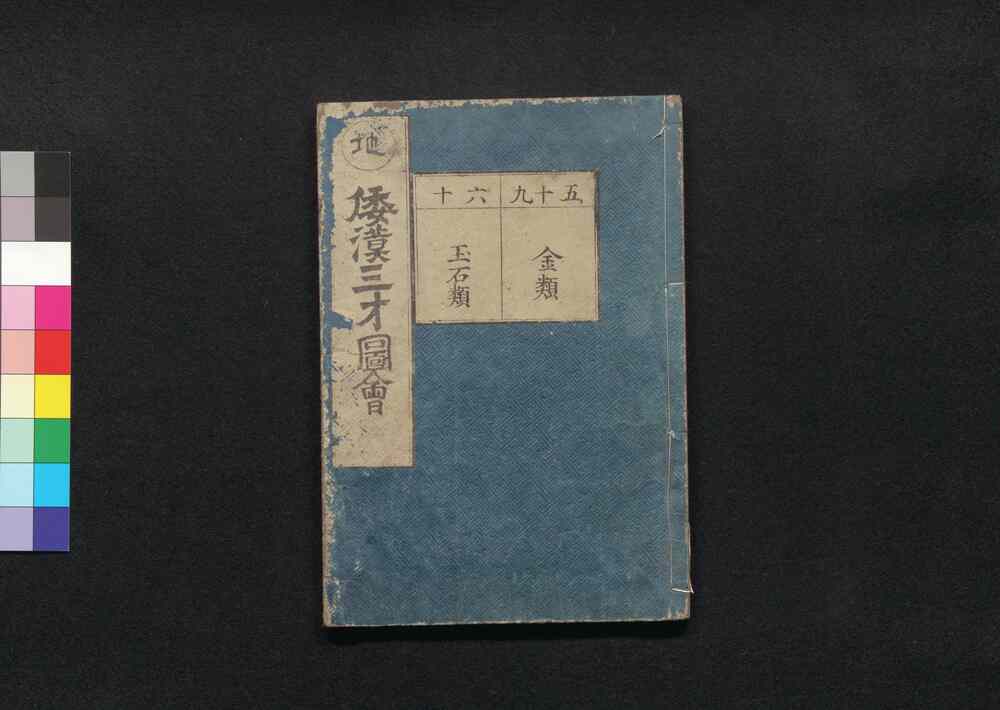 地
倭漢三才圖會
五十九
金類
六十
玉石類